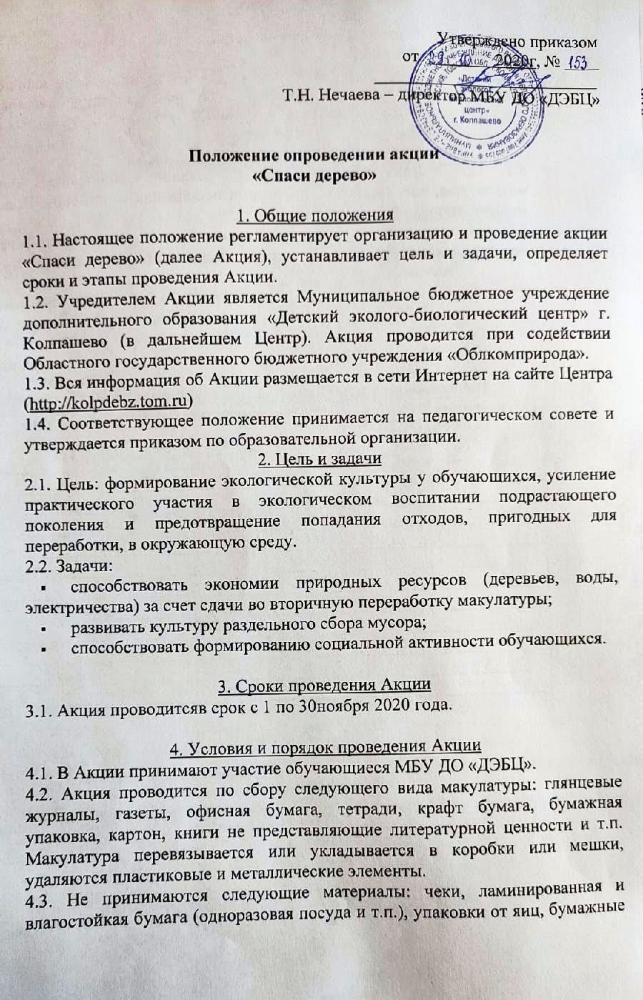 Утверждено приказом
от 29. 10 2020г, № 153
Т.Н. Нечаева – директор МБУ ДО «ДЭБЦ»
«Детский
эколого-
биологический
центр»
г. Колпашево
Положение опроведении акции
«Спаси дерево»
1. Общие положения
1.1. Настоящее положение регламентирует организацию и проведение акции
«Спаси дерево» (далее Акция), устанавливает цель и задачи, определяет
сроки и этапы проведения Акции.
1.2. Учредителем Акции является Муниципальное бюджетное учреждение
дополнительного образования «Детский эколого-биологический центр» г.
Колпашево (в дальнейшем Центр). Акция проводится при содействии
Областного государственного бюджетного учреждения «Облкомприрода».
1.3. Вся информация об Акции размещается в сети Интернет на сайте Центра
(http://kolpdebz.tom.ru)
1.4. Соответствующее положение принимается на педагогическом совете и
утверждается приказом по образовательной организации.
2. Цель и задачи
2.1. Цель: формирование экологической культуры у обучающихся, усиление
практического участия в экологическом воспитании подрастающего
поколения и предотвращение попадания отходов, пригодных для
переработки, в окружающую среду.
2.2. Задачи:
▪ способствовать экономии природных ресурсов (деревьев, воды,
электричества) за счет сдачи во вторичную переработку макулатуры;
▪ развивать культуру раздельного сбора мусора;
▪ способствовать формированию социальной активности обучающихся.
3. Сроки проведения Акции
3.1. Акция проводитсяв срок с 1 по 30ноября 2020 года.
4. Условия и порядок проведения Акции
4.1. В Акции принимают участие обучающиеся МБУ ДО «ДЭБЦ».
4.2. Акция проводится по сбору следующего вида макулатуры: глянцевые
журналы, газеты, офисная бумага, тетради, крафт бумага, бумажная
упаковка, картон, книги не представляющие литературной ценности и т.п.
Макулатура перевязывается или укладывается в коробки или мешки,
удаляются пластиковые и металлические элементы.
4.3. Не принимаются следующие материалы: чеки, ламинированная и
влагостойкая бумага (одноразовая посуда и т.п.), упаковки от яиц, бумажные